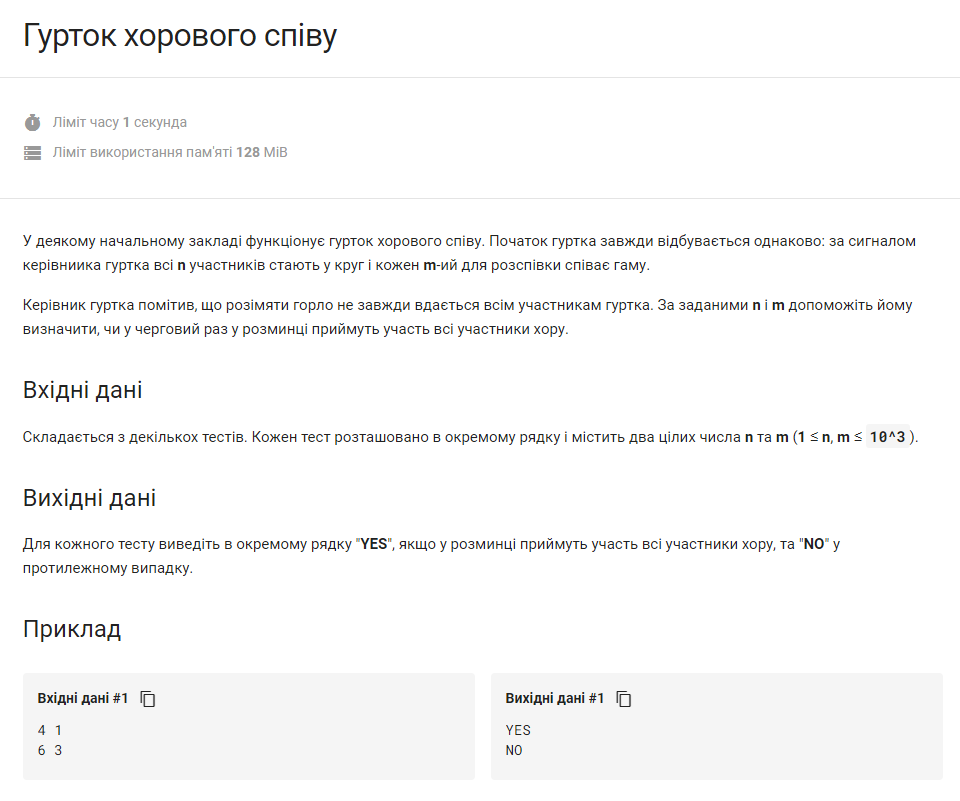 Гурток хорового співу
Ліміт часу 1 секунда
Ліміт використання пам'яті 128 MiB
У деякому начальному закладі функціонує гурток хорового співу. Початок гуртка завжди відбувається однаково: за сигналом
керівниика гуртка всі n участників стають у круг і кожен m-ий для розспівки співає гаму.
Керівник гуртка помітив, що розімяти горло не завжди вдається всім участникам гуртка. За заданими n і m допоможіть йому
визначити, чи у черговий раз у розминці приймуть участь всі участники хору.
Вхідні дані
Складається з декількох тестів. Кожен тест розташовано в окремому рядку і містить два цілих числа n та m (1 ≤ n, m ≤ 10^3 ).
Вихідні дані
Для кожного тесту виведіть в окремому рядку "YES", якщо у розминці приймуть участь всі участники хору, та "NO" у
протилежному випадку.
Приклад
Вхідні дані #1
4 1
6 3
Вихідні дані #1
YES
NO